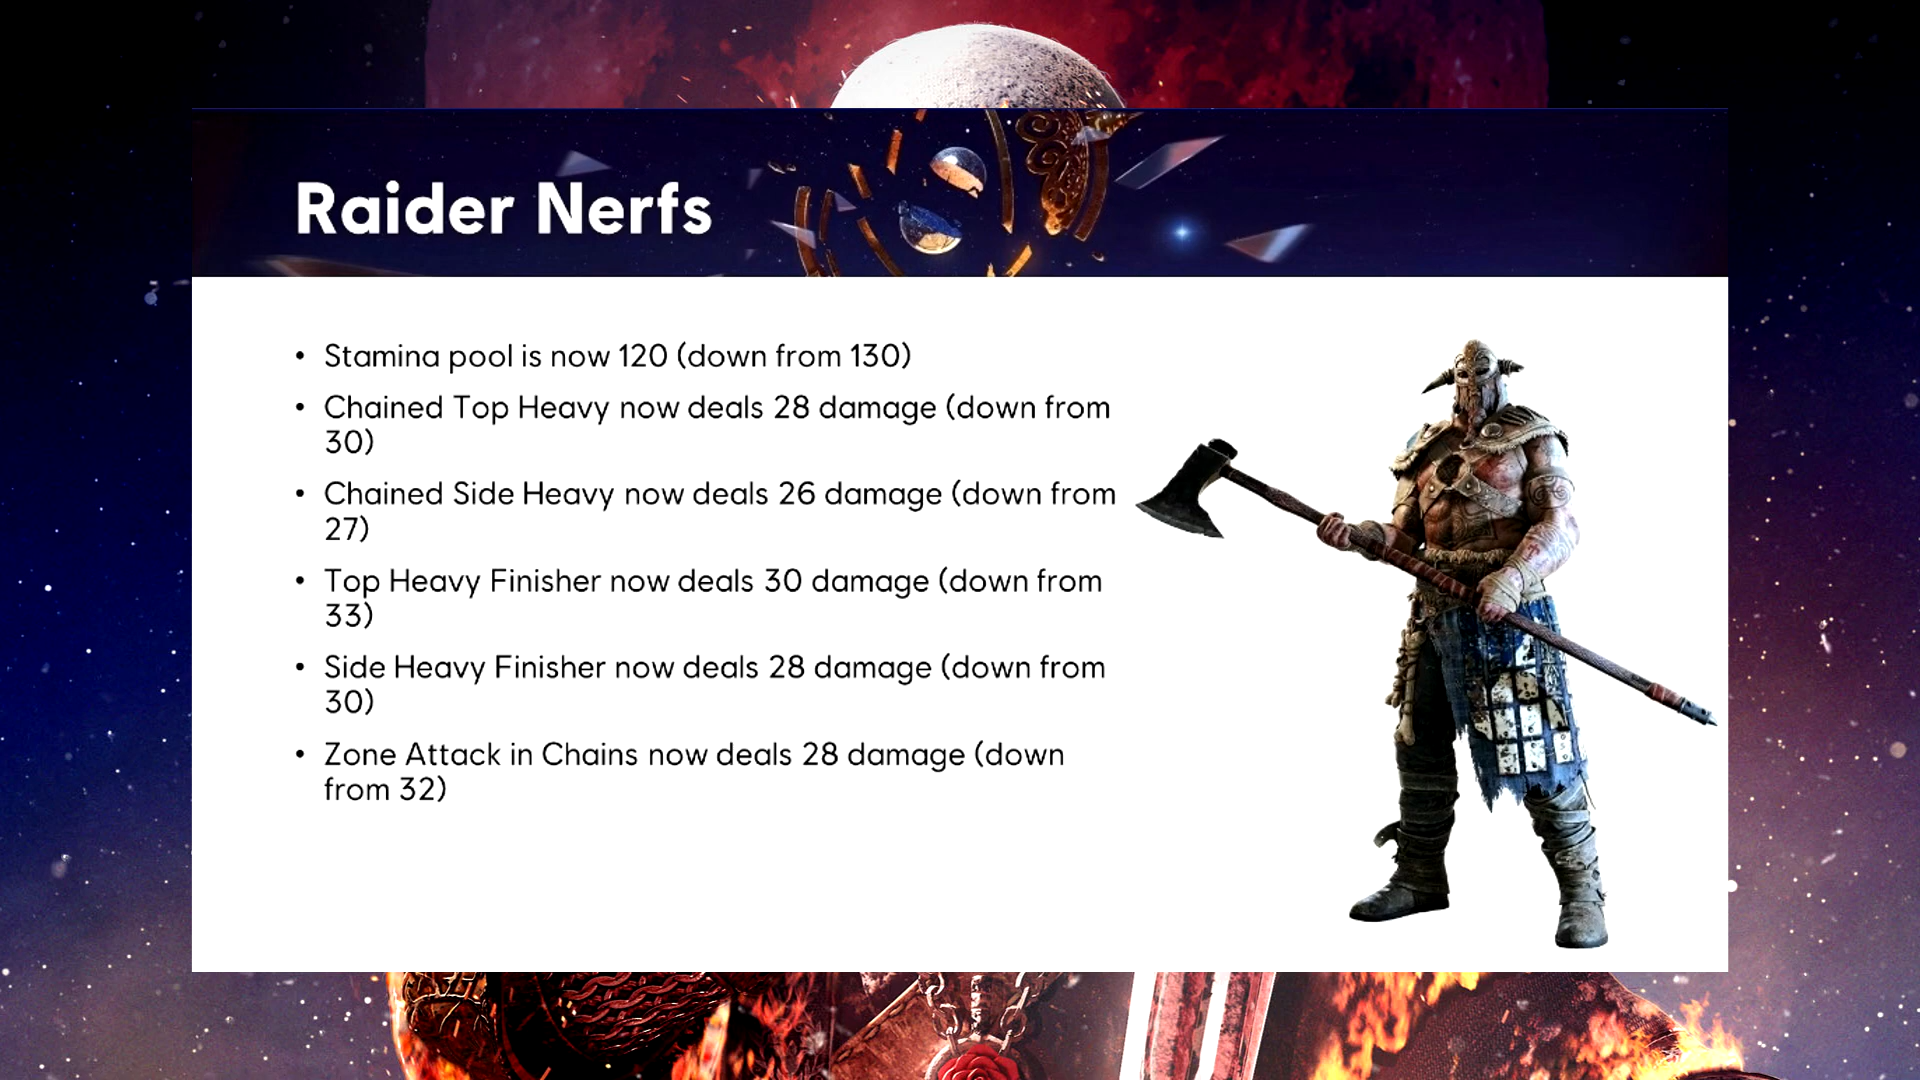 Raider Nerfs
• Stamina pool is now 120 (down from 130)
• Chained Top Heavy now deals 28 damage (down from
30)
• Chained Side Heavy now deals 26 damage (down from
27)
• Top Heavy Finisher now deals 30 damage (down from
33)
• Side Heavy Finisher now deals 28 damage (down from
30)
• Zone Attack in Chains now deals 28 damage (down
from 32)